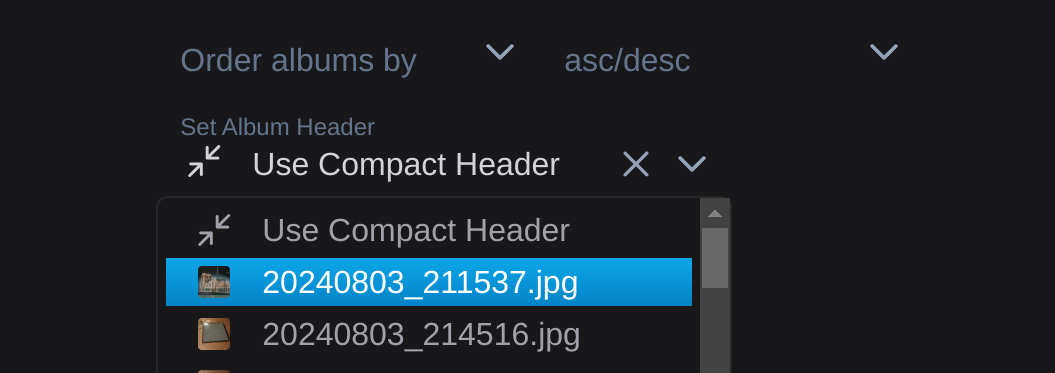 Order albums by asc/desc
Set Album Header
Use Compact Header
Use Compact Header
20240803_211537.jpg
20240803_214516.jpg